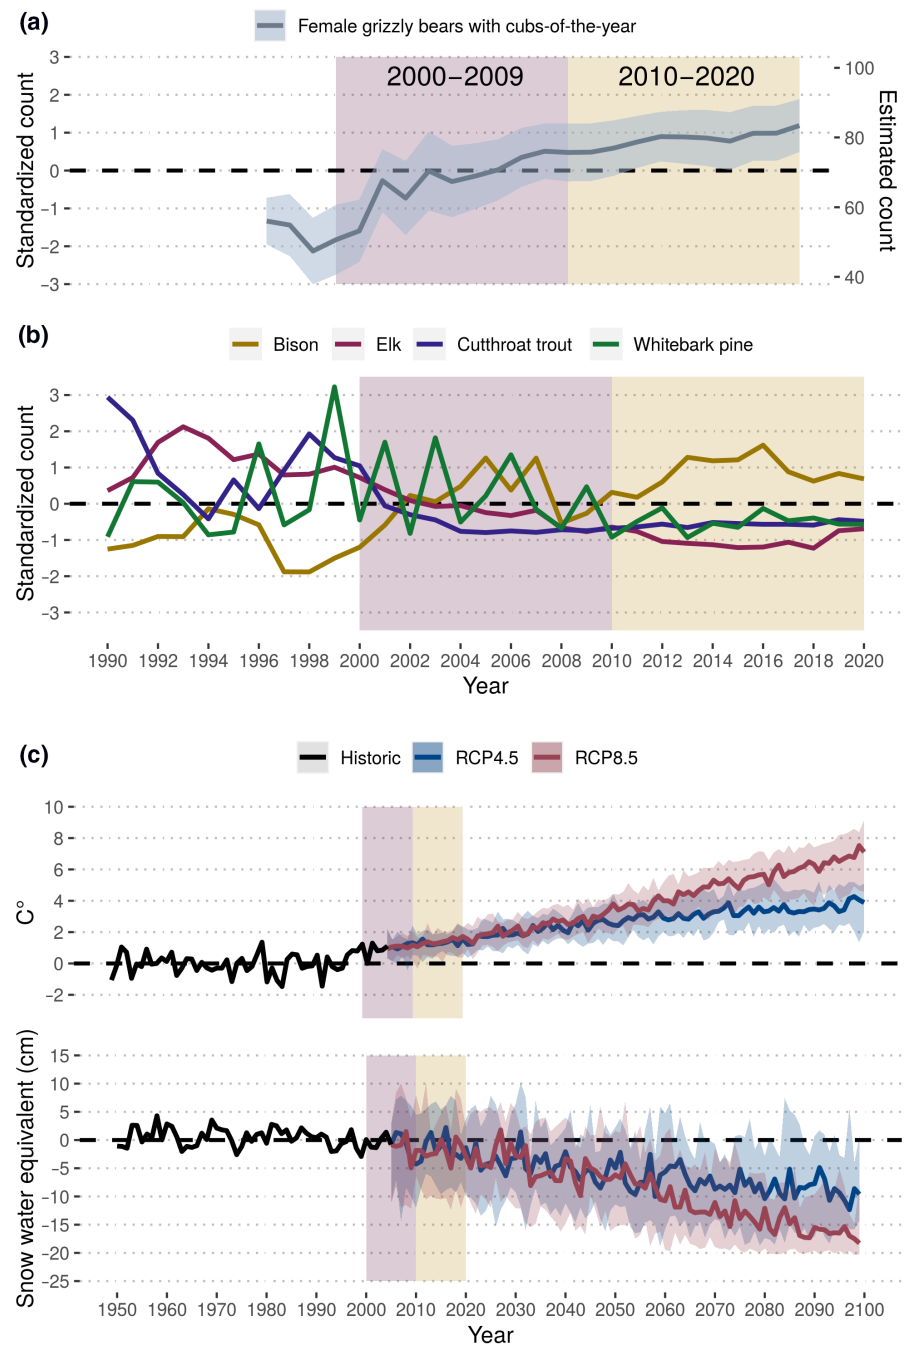 (a)
Female grizzly bears with cubs-of-the-year
Standardized count
3
2
1
0
−1
−2
−3
2000−2009
2010−2020
100
80
60
40
Estimated count
(b)
Bison
Elk
Cutthroat trout
Whitebark pine
Standardized count
3
2
1
0
−1
−2
−3
1990 1992 1994 1996 1998 2000 2002 2004 2006 2008 2010 2012 2014 2016 2018 2020
Year
(c)
Historic
RCP4.5
RCP8.5
C°
10
8
6
4
2
0
−2
Snow water equivalent (cm)
15
10
5
0
−5
−10
−15
−20
−25
1950 1960 1970 1980 1990 2000 2010 2020 2030 2040 2050 2060 2070 2080 2090 2100
Year